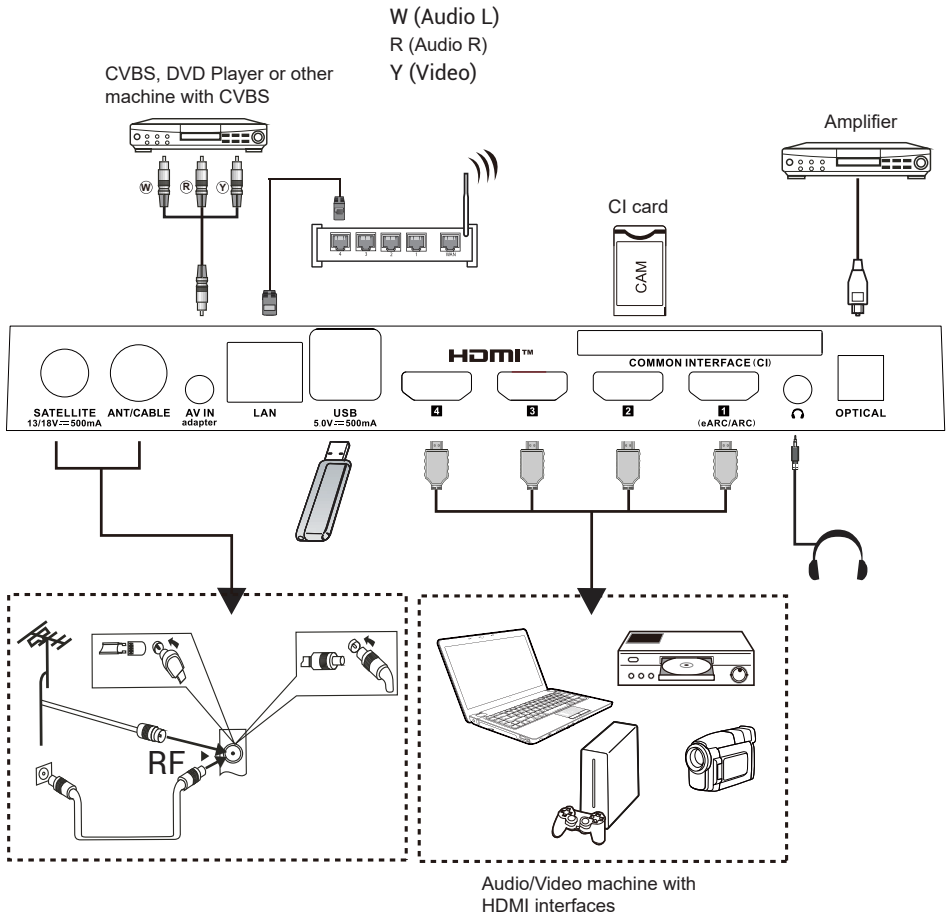 W (Audio L)
R (Audio R)
Y (Video)
CVBS, DVD Player or other
machine with CVBS
Amplifier
W R Y
CI card
4 3 2 1 WAN
CAM
HDMI™
COMMON INTERFACE (CI)
SATELLITE
13/18V⎓500mA
ANT/CABLE
AV IN
adapter
LAN
USB
5.0V⎓500mA
4
3
2
1
(eARC/ARC)
OPTICAL
RF
Audio/Video machine with
HDMI interfaces